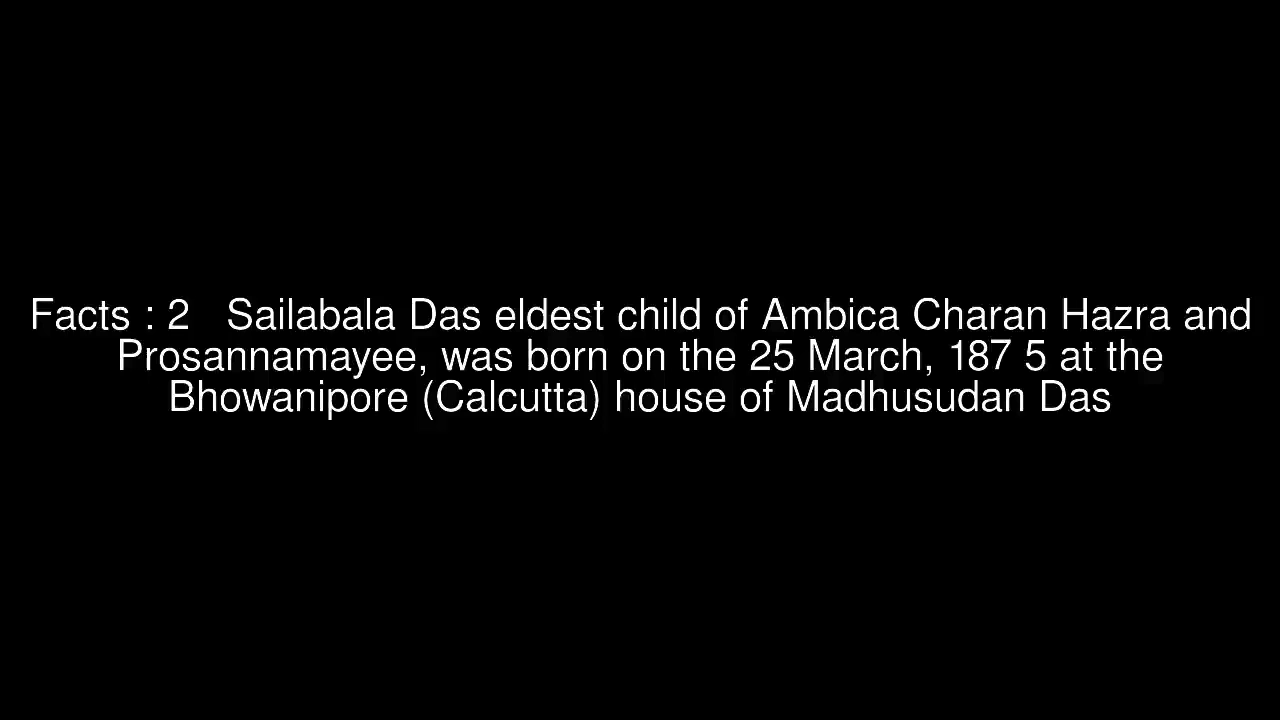 Facts : 2   Sailabala Das eldest child of Ambica Charan Hazra and
Prosannamayee, was born on the 25 March, 187 5 at the
Bhowanipore (Calcutta) house of Madhusudan Das